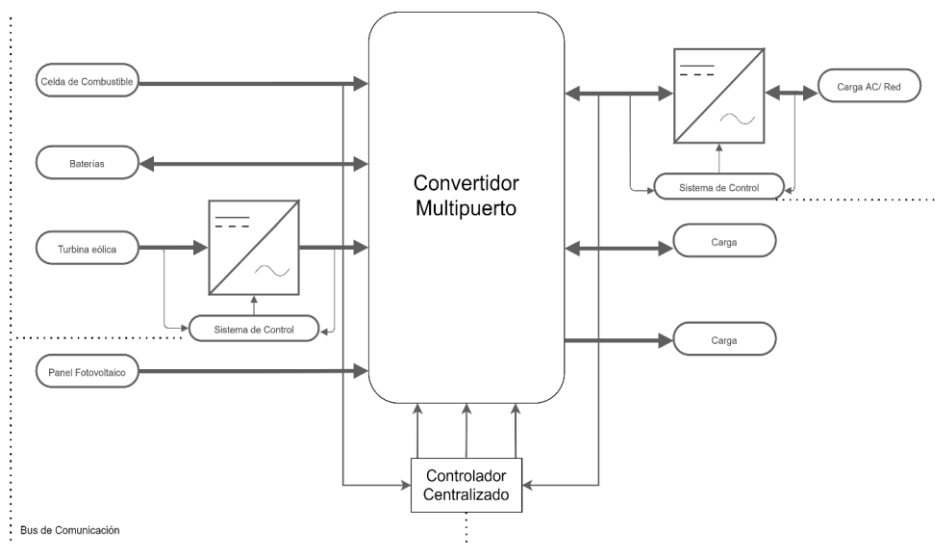 Celda de Combustible
Carga AC/ Red
Baterías
Convertidor
Multipuerto
Sistema de Control
Turbina eólica
Carga
Sistema de Control
Carga
Panel Fotovoltaico
Controlador
Centralizado
Bus de Comunicación